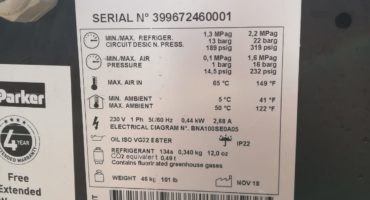 SERIAL N° 399672460001
MIN./MAX. REFRIGER. 1,3 MPag 2,2 MPag
CIRCUIT DESIGN. PRESS. 13 barg 22 barg
189 psig 319 psig
MIN./MAX. AIR 0,1 MPag 1,6 MPag
PRESSURE 1 barg 16 barg
14,5 psig 232 psig
MAX. AIR IN 65 °C 149 °F
MIN. AMBIENT 5 °C 41 °F
MAX. AMBIENT 50 °C 122 °F
230 V 1 Ph 50/60 Hz 0,44 kW 2,68 A
ELECTRICAL DIAGRAM N°.
OIL ISO VG32 ESTER IP22
REFRIGERANT 134a 0,340 kg 12,0 oz
CO2 equivalent 0,49 t
Contains fluorinated greenhouse gases
WEIGHT 46 kg 101 lb NOV 18
Parker
4
YEAR
EXTENDED
WARRANTY
Free
Extended